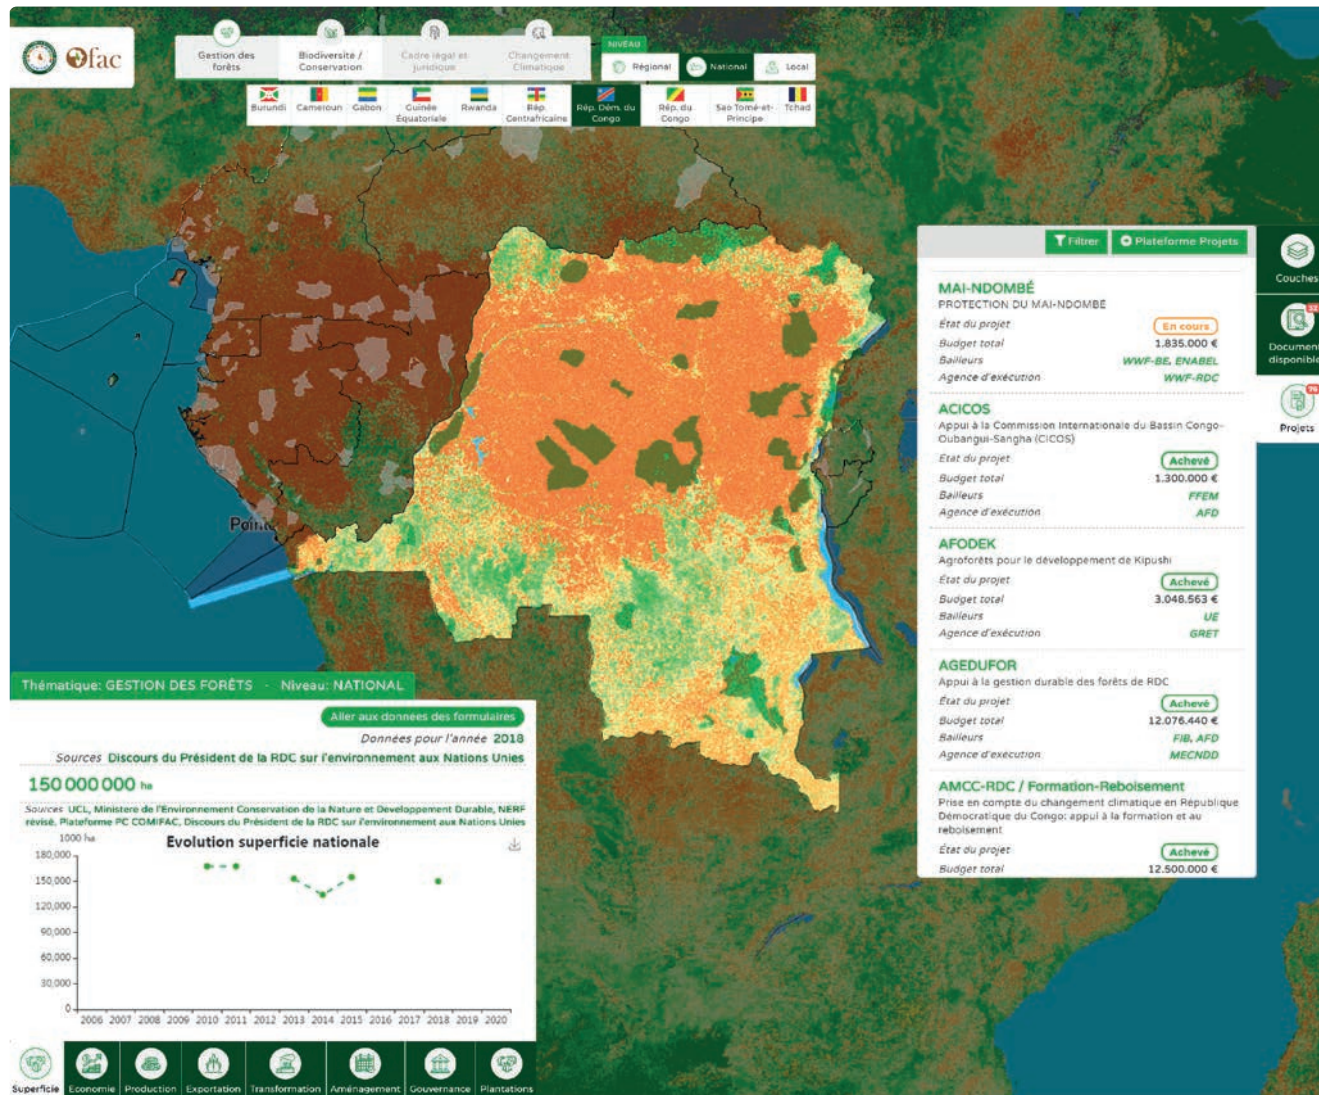 Ofac
Gestion des
forêts
Biodiversité /
Conservation
Cadre légal et
juridique
Changement
Climatique
NIVEAU
Régional
National
Local
Burundi
Cameroun
Gabon
Guinée
Équatoriale
Rwanda
Rép.
Centrafricaine
Rép. Dém. du
Congo
Rép. du
Congo
Sao Tomé-et-
Principe
Tchad
Filtrer
Plateforme Projets
MAI-NDOMBÉ
PROTECTION DU MAI-NDOMBÉ
État du projet En cours
Budget total 1.835.000 €
Bailleurs WWF-BE, ENABEL
Agence d'exécution WWF-RDC
ACICOS
Appui à la Commission Internationale du Bassin Congo-
Oubangui-Sangha (CICOS)
État du projet Achevé
Budget total 1.300.000 €
Bailleurs FFEM
Agence d'exécution AFD
AFODEK
Agroforêts pour le développement de Kipushi
État du projet Achevé
Budget total 3.048.563 €
Bailleurs UE
Agence d'exécution GRET
AGEDUFOR
Appui à la gestion durable des forêts de RDC
État du projet Achevé
Budget total 12.076.440 €
Bailleurs FIB, AFD
Agence d'exécution MECNDD
AMCC-RDC / Formation-Reboisement
Prise en compte du changement climatique en République
Démocratique du Congo: appui à la formation et au
reboisement
État du projet Achevé
Budget total 12.500.000 €
Couches
32
Document
disponible
76
Projets
Pointe
Thématique: GESTION DES FORÊTS - Niveau: NATIONAL
Aller aux données des formulaires
Données pour l'année 2018
Sources Discours du Président de la RDC sur l'environnement aux Nations Unies
150 000 000 ha
Sources UCL, Ministere de l'Environnement Conservation de la Nature et Developpement Durable, NERF
révisé, Plateforme PC COMIFAC, Discours du Président de la RDC sur l'environnement aux Nations Unies
1000 ha
Evolution superficie nationale
180,000
150,000
120,000
90,000
60,000
30,000
0
2006 2007 2008 2009 2010 2011 2012 2013 2014 2015 2016 2017 2018 2019 2020
Superficie
Economie
Production
Exportation
Transformation
Aménagement
Gouvernance
Plantations